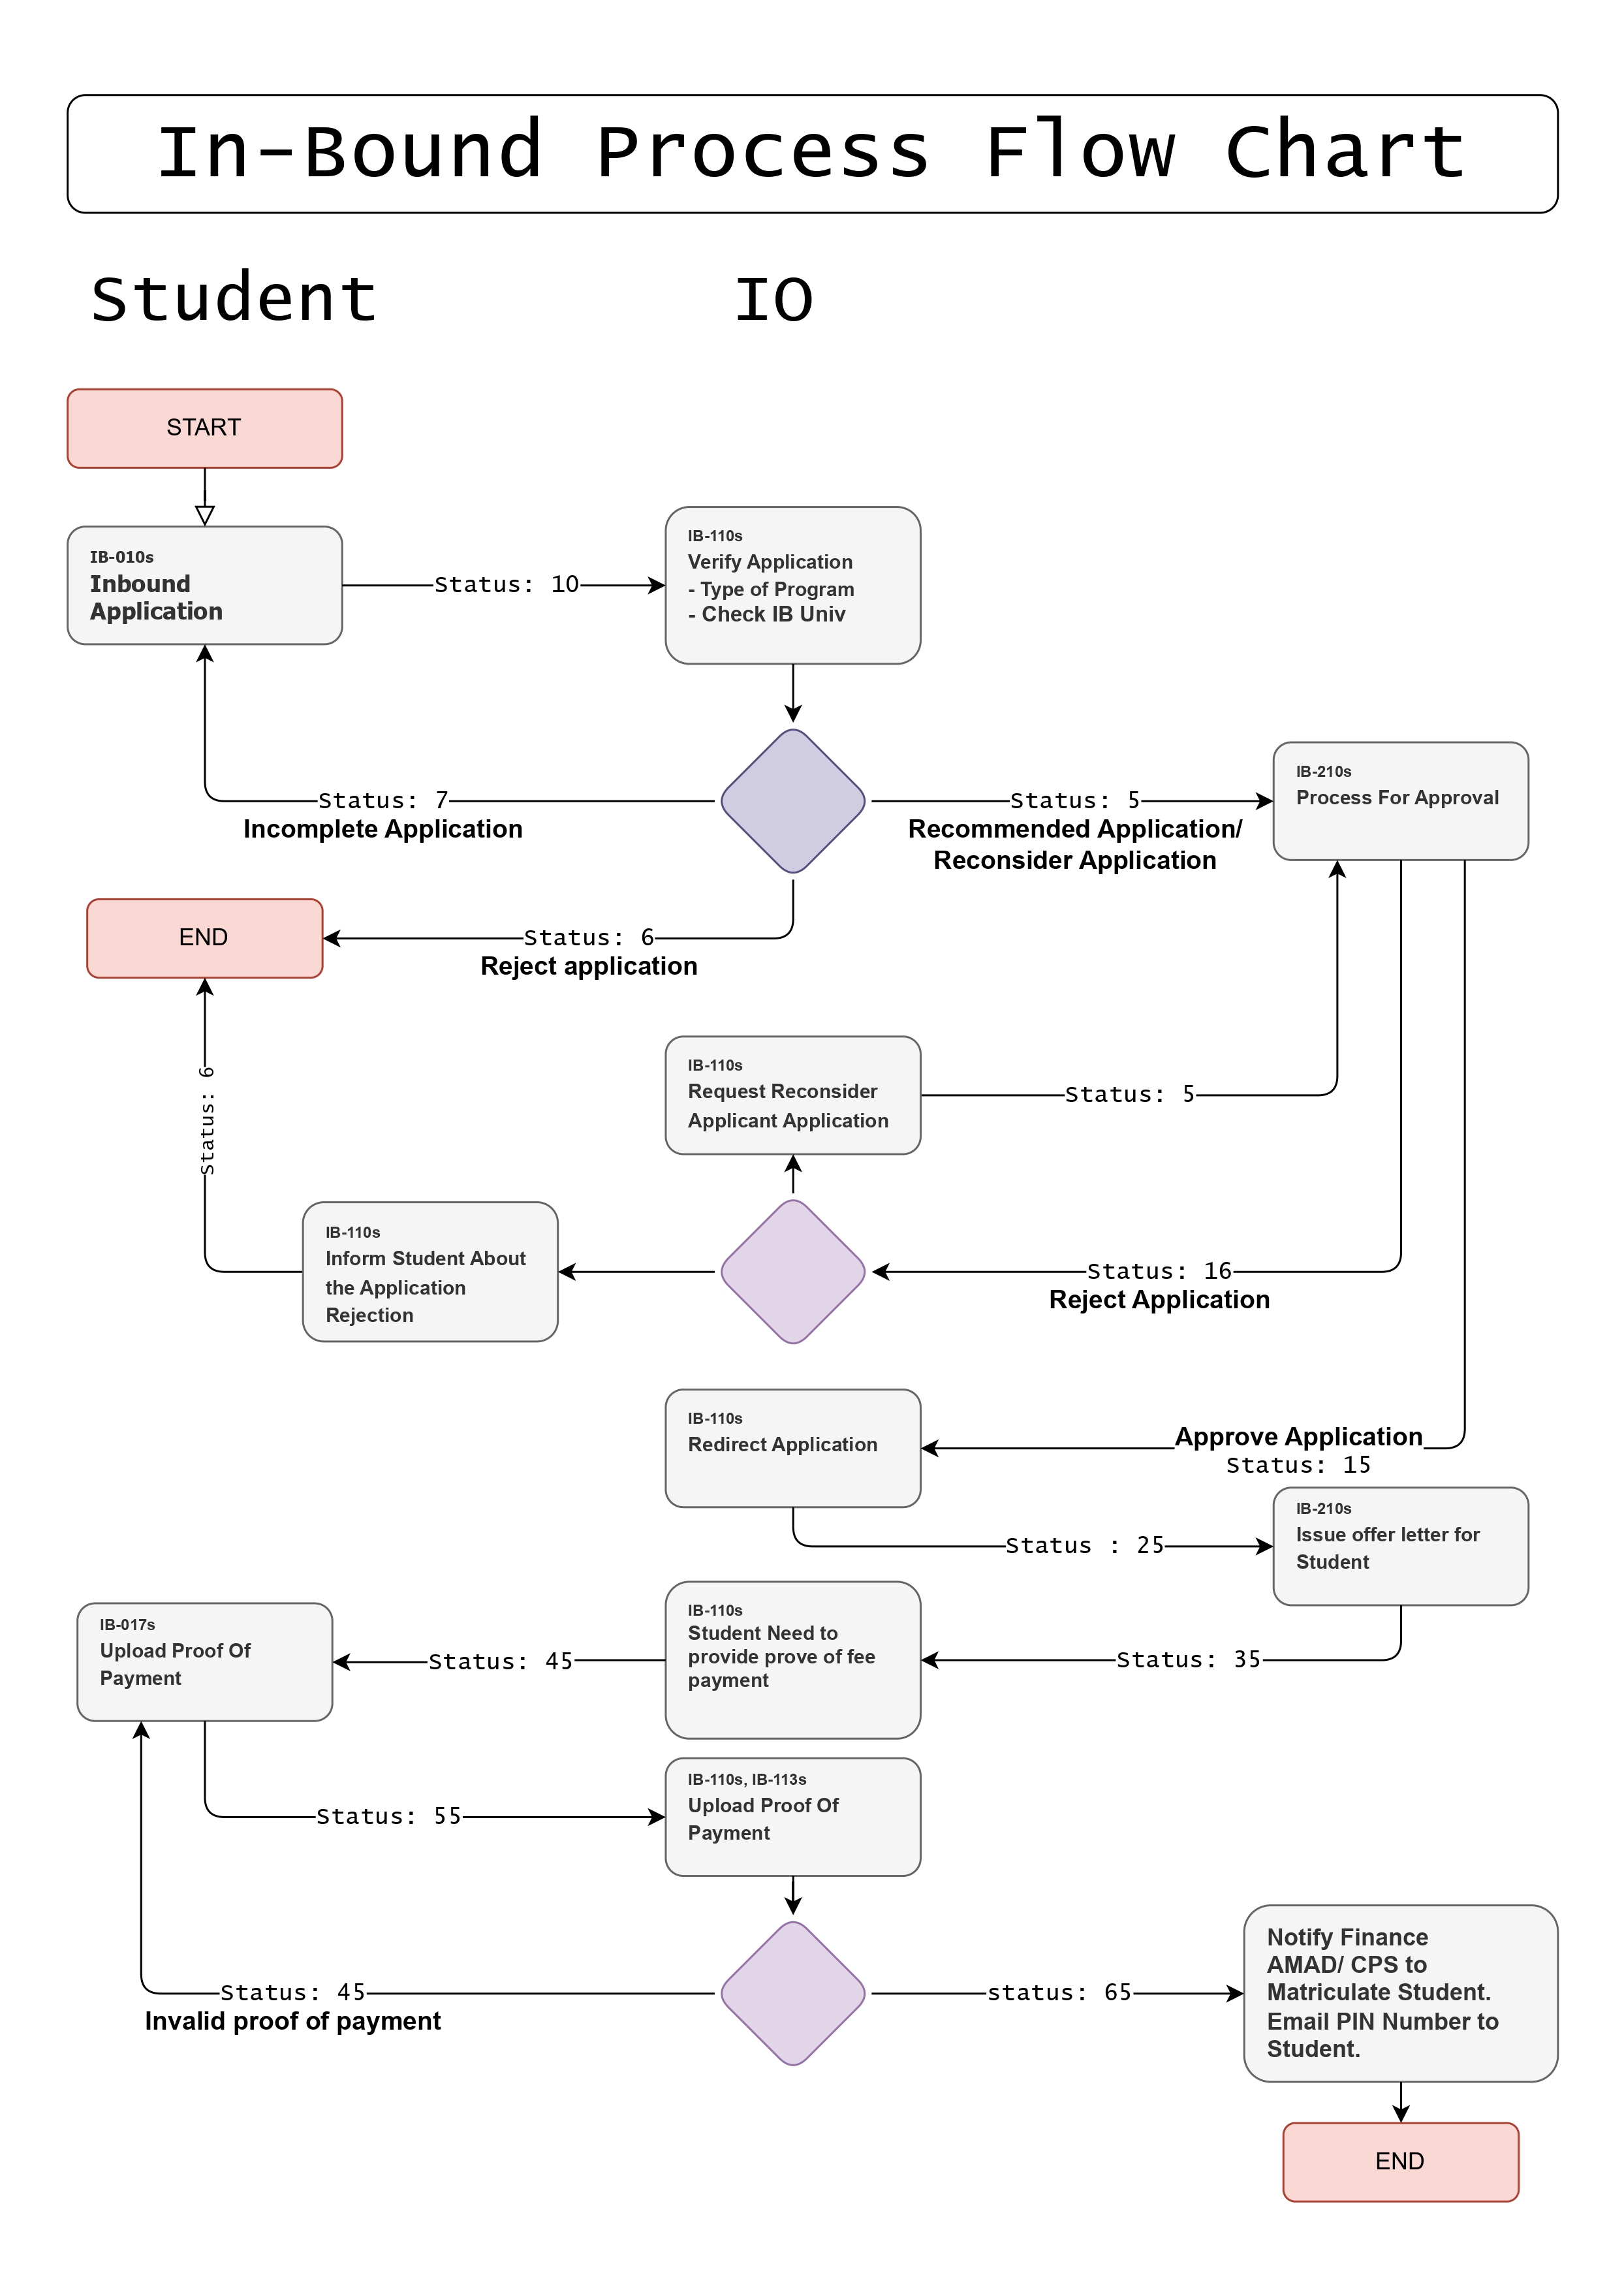 In-Bound Process Flow Chart
Student
IO
START
IB-010s
Inbound
Application
Status: 10
IB-110s
Verify Application
- Type of Program
- Check IB Univ
Status: 7
Incomplete Application
Status: 5
Recommended Application/
Reconsider Application
IB-210s
Process For Approval
END
Status: 6
Reject application
IB-110s
Request Reconsider
Applicant Application
Status: 5
Status: 6
IB-110s
Inform Student About
the Application
Rejection
Status: 16
Reject Application
IB-110s
Redirect Application
Approve Application
Status: 15
Status : 25
IB-210s
Issue offer letter for
Student
IB-017s
Upload Proof Of
Payment
Status: 45
IB-110s
Student Need to
provide prove of fee
payment
Status: 35
Status: 55
IB-110s, IB-113s
Upload Proof Of
Payment
Status: 45
Invalid proof of payment
status: 65
Notify Finance
AMAD/ CPS to
Matriculate Student.
Email PIN Number to
Student.
END